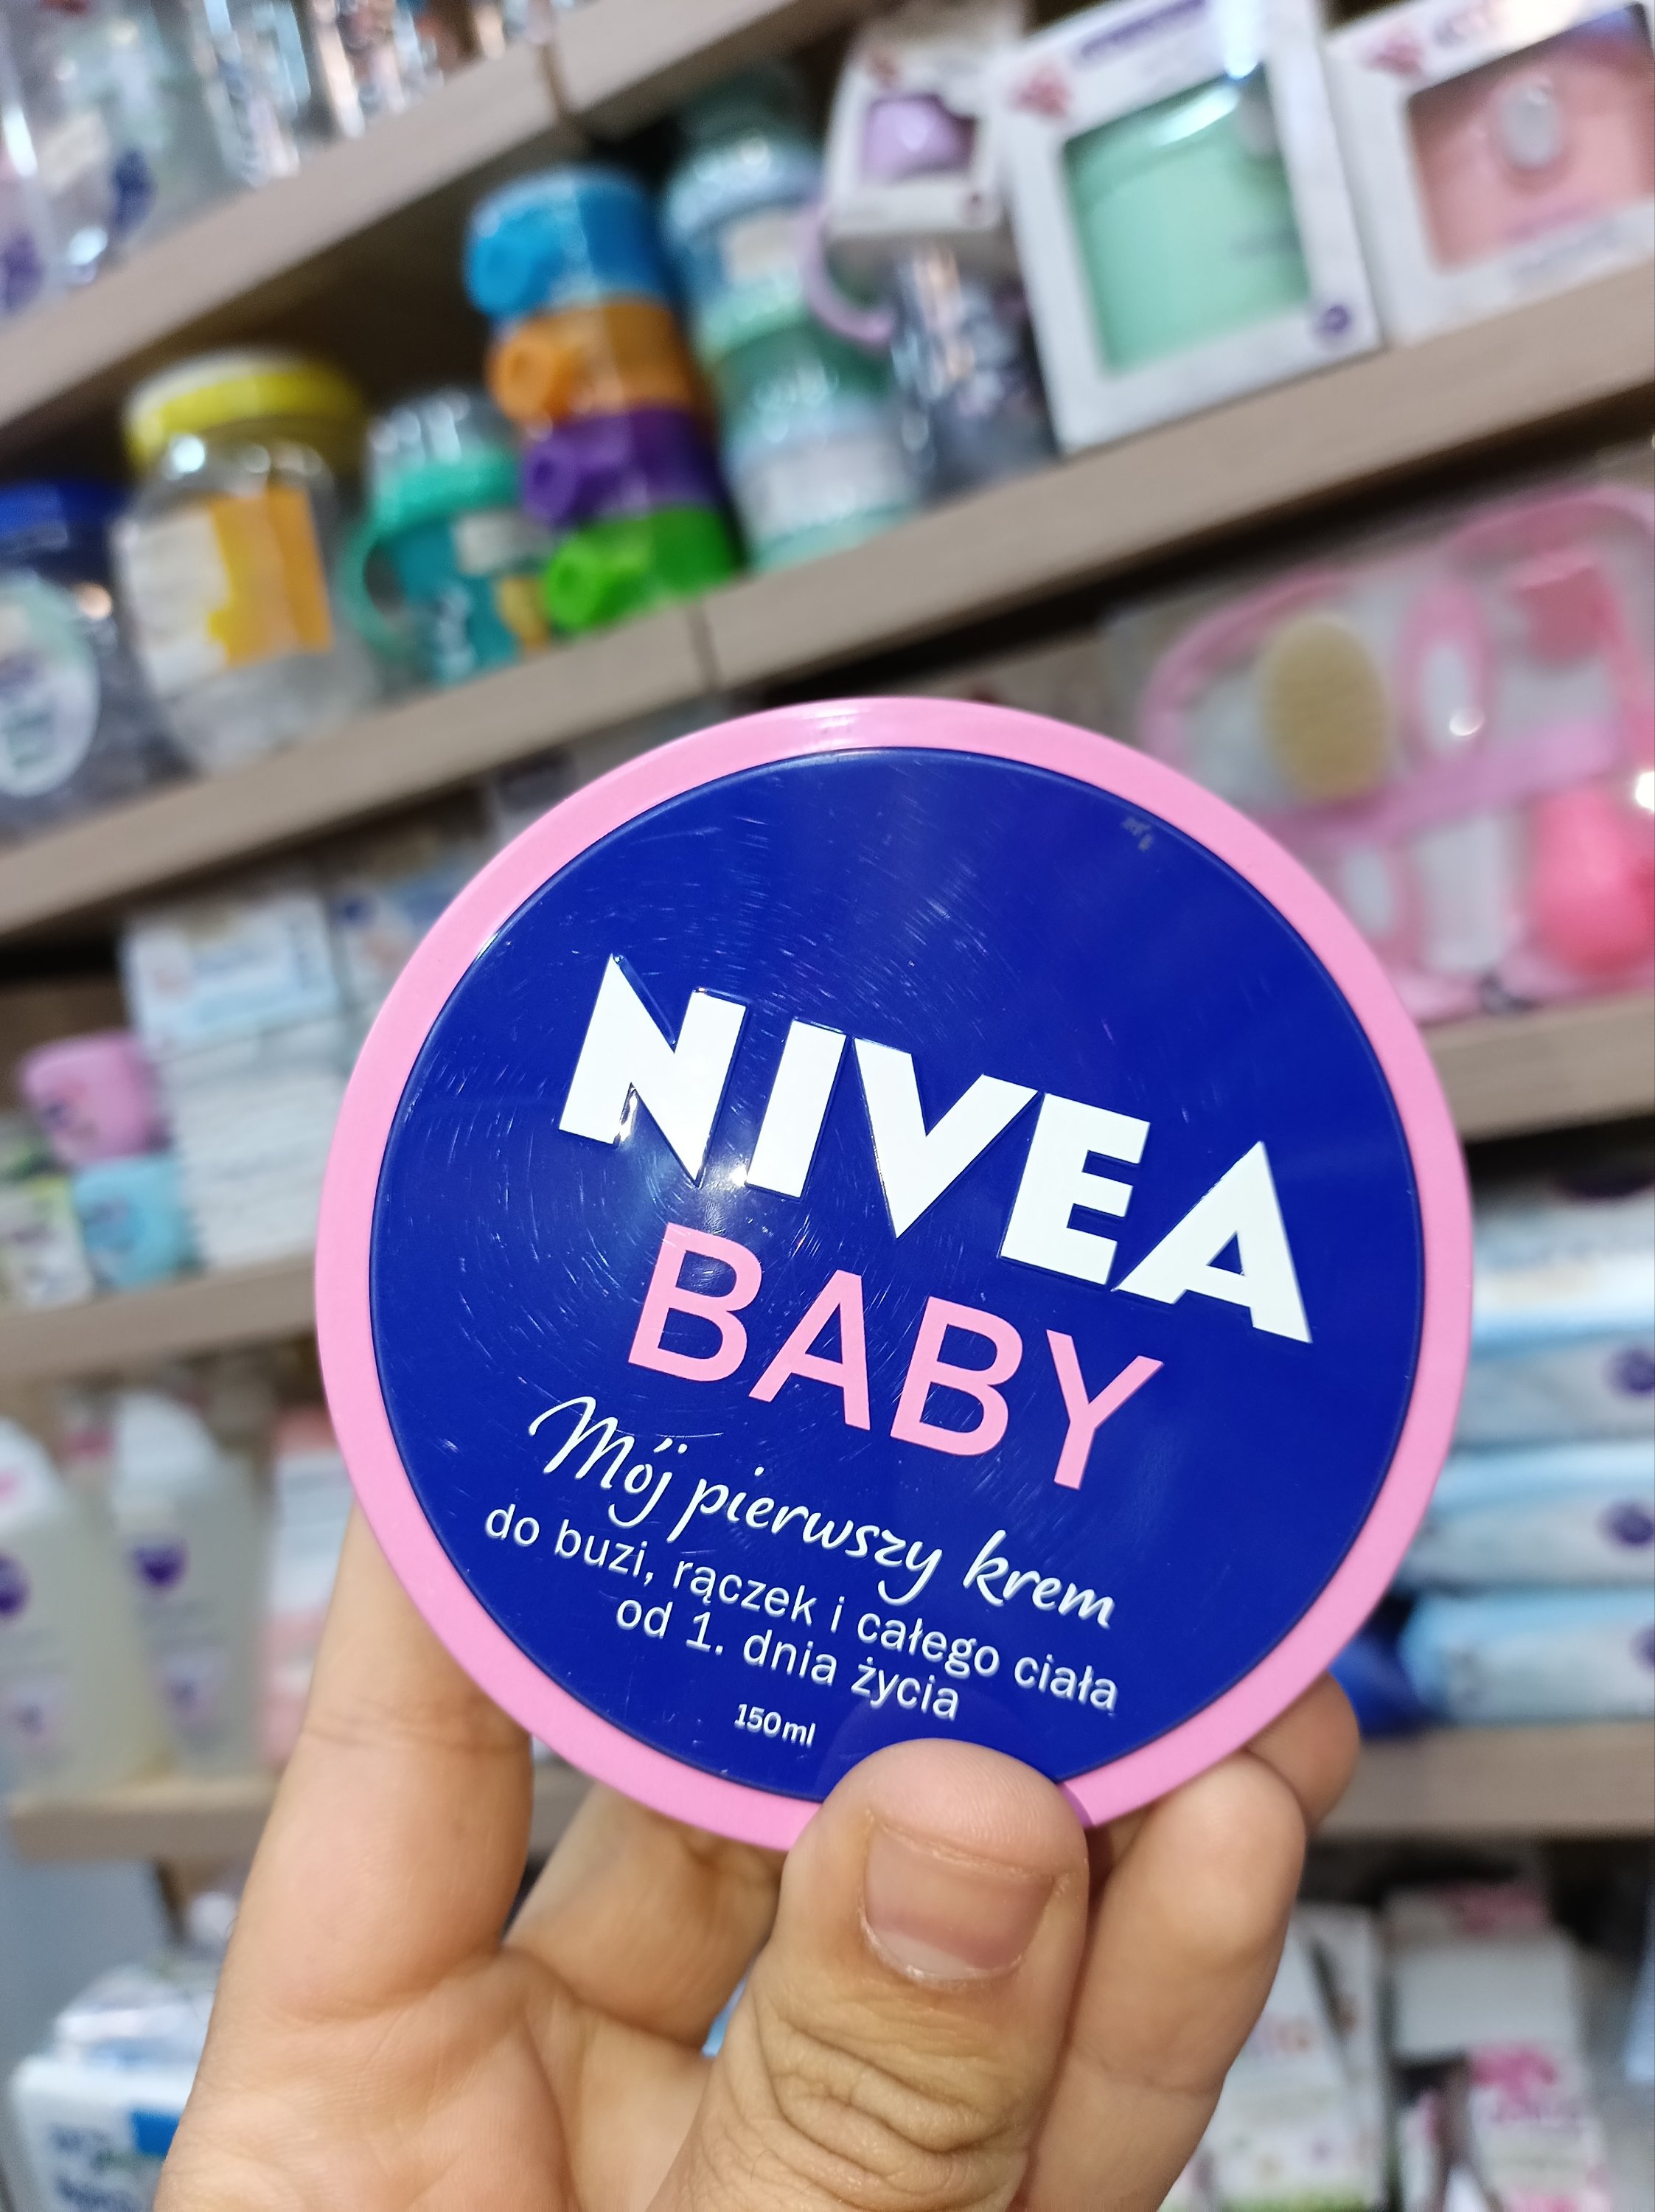 NIVEA
BABY
Mój pierwszy krem
do buzi, rączek i całego ciała
od 1. dnia życia
150ml